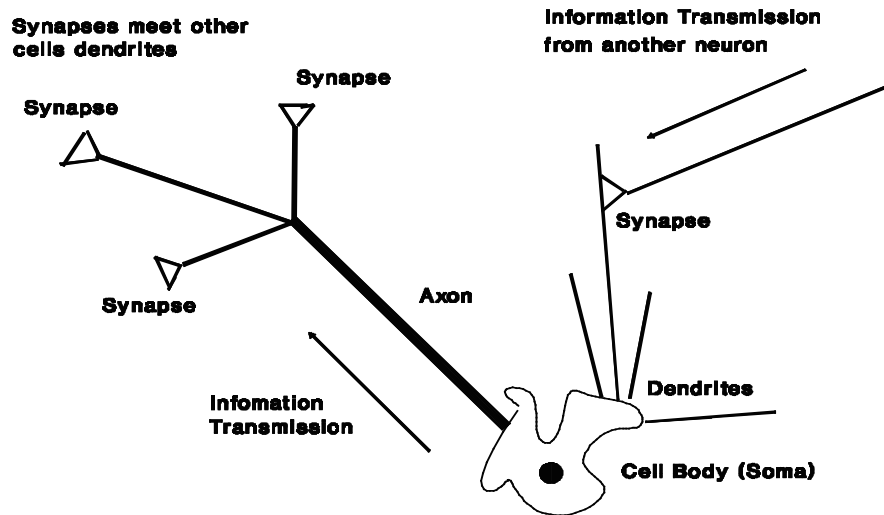 Synapses meet other
cells dendrites
Information Transmission
from another neuron
Synapse
Synapse
Synapse
Synapse
Axon
Infomation
Transmission
Dendrites
Cell Body (Soma)